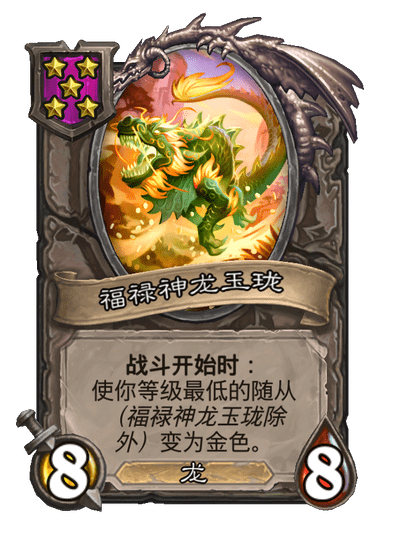 福禄神龙玉珑
战斗开始时：
使你等级最低的随从
（福禄神龙玉珑除
外）变为金色。
龙
8
8